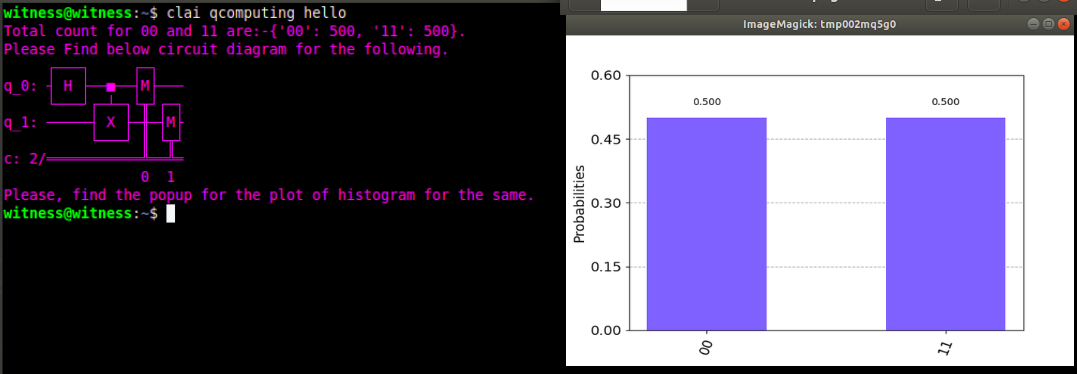 witness@witness:~$ clai qcomputing hello
Total count for 00 and 11 are:-{'00': 500, '11': 500}.
Please Find below circuit diagram for the following.
q_0: H M
q_1: X M
c: 2/
0 1
Please, find the popup for the plot of histogram for the same.
witness@witness:~$
ImageMagick: tmp002mq5g0
0.60
0.500 0.500
0.45
0.30
0.15
0.00
Probabilities
00 11